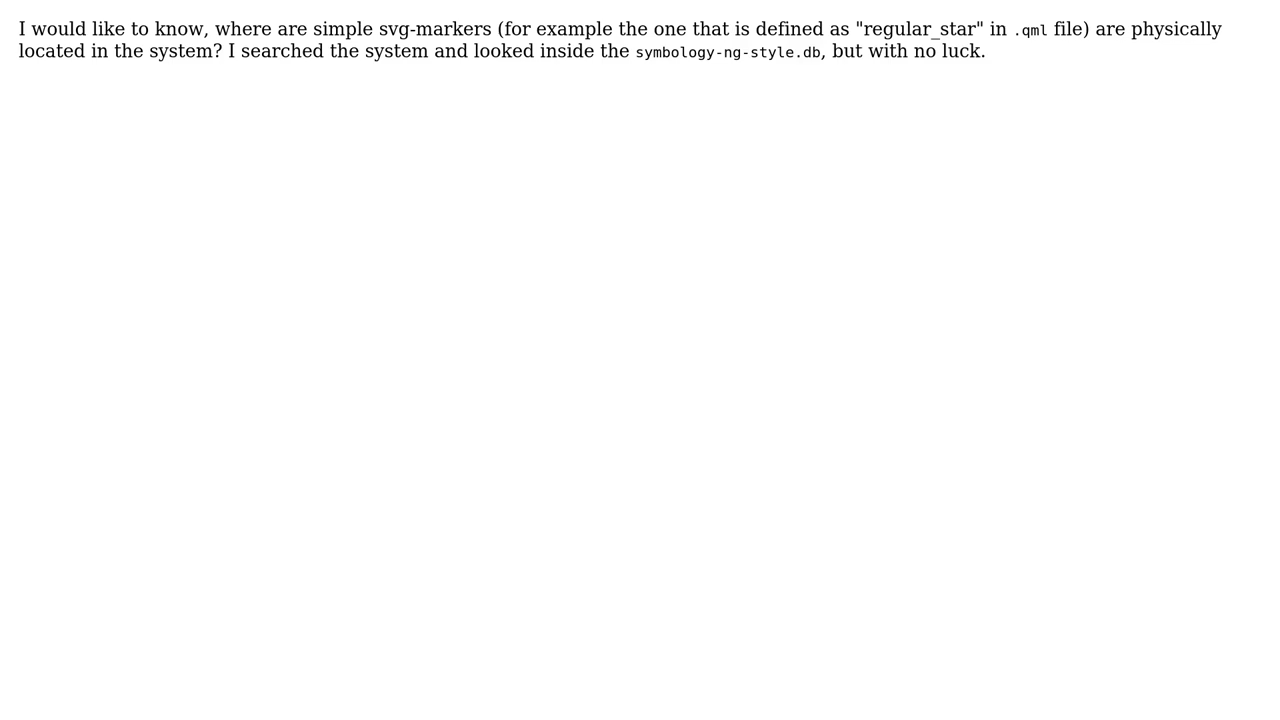 I would like to know, where are simple svg-markers (for example the one that is defined as "regular_star" in .qml file) are physically
located in the system? I searched the system and looked inside the symbology-ng-style.db, but with no luck.